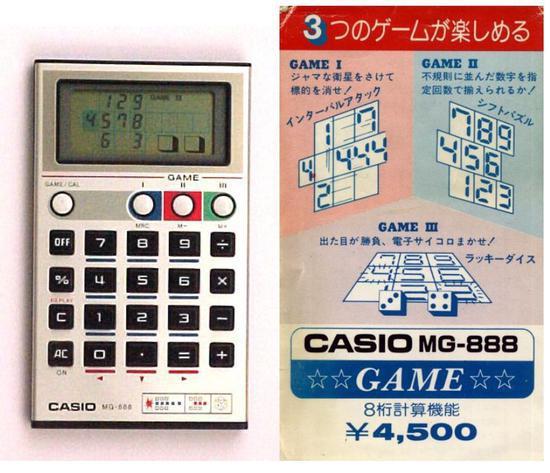 129 GAME III
4578
6 3
GAME
GAME/CAL
I II III
MRC M- M+
OFF 7 8 9 ÷
% 4 5 6 ×
REPLAY
C 1 2 3 -
AC 0 · = +
ON
CASIO MG-888
3つのゲームが楽しめる
GAME I
ジャマな衛星をさけて
標的を消せ!
インターバルアタック
1 7
4 444
2
GAME II
不規則に並んだ数字を指
定回数で揃えられるか!
シフトパズル
789
456
123
GAME III
出た目が勝負、電子サイコロまかせ!
ラッキーダイス
CASIO MG-888
☆☆GAME☆☆
8桁計算機能
¥4,500